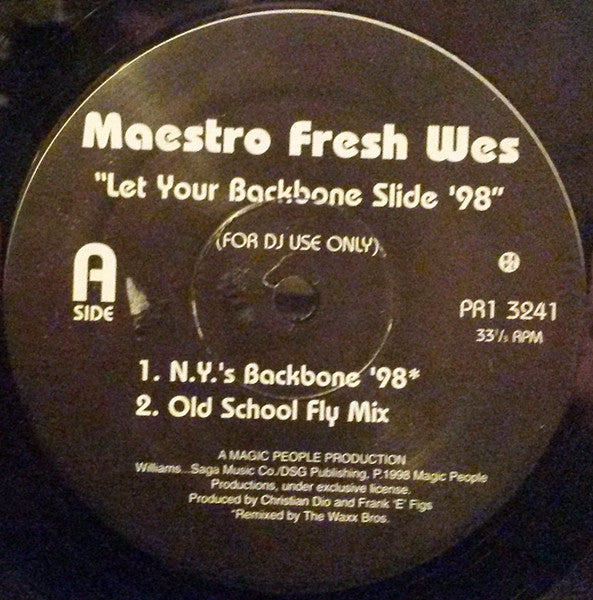 Maestro Fresh Wes
"Let Your Backbone Slide '98"
(FOR DJ USE ONLY)
A
SIDE
PR1 3241
33⅓ RPM
1. N.Y.'s Backbone '98*
2. Old School Fly Mix
A MAGIC PEOPLE PRODUCTION
Williams...Saga Music Co./DSG Publishing, P.1998 Magic People
Productions, under exclusive license.
Produced by Christian Dio and Frank 'E' Figs
*Remixed by The Waxx Bros.